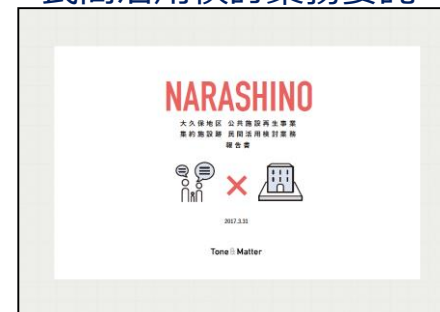 民間活用検討業務委託
NARASHINO
大久保地区 公共施設再生事業
集約施設跡 民間活用検討業務
報告書
2017.3.31
Tone & Matter